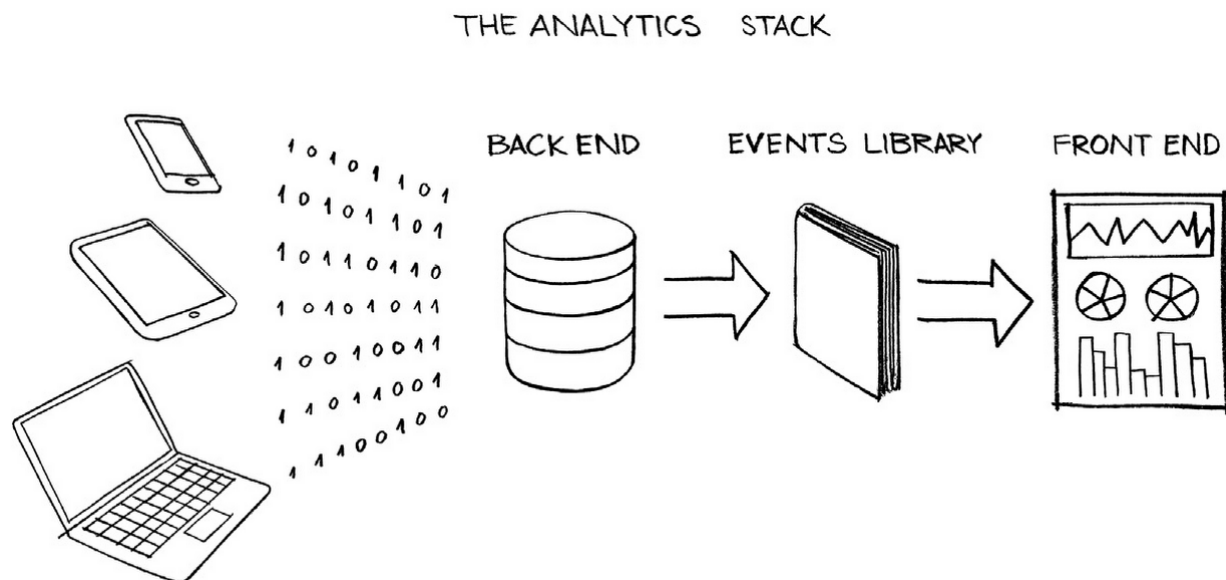 THE ANALYTICS STACK
BACK END
EVENTS LIBRARY
FRONT END
10101101
10101101
10110110
10101011
10010011
11011001
11100100